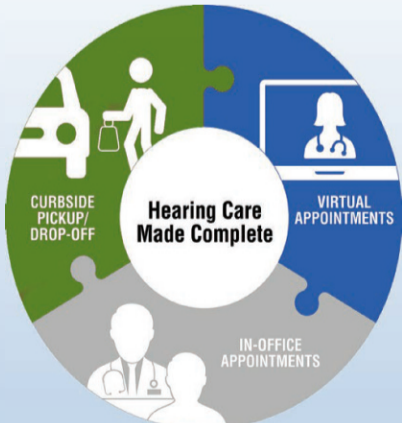 CURBSIDE
PICKUP/
DROP-OFF
Hearing Care
Made Complete
VIRTUAL
APPOINTMENTS
IN-OFFICE
APPOINTMENTS